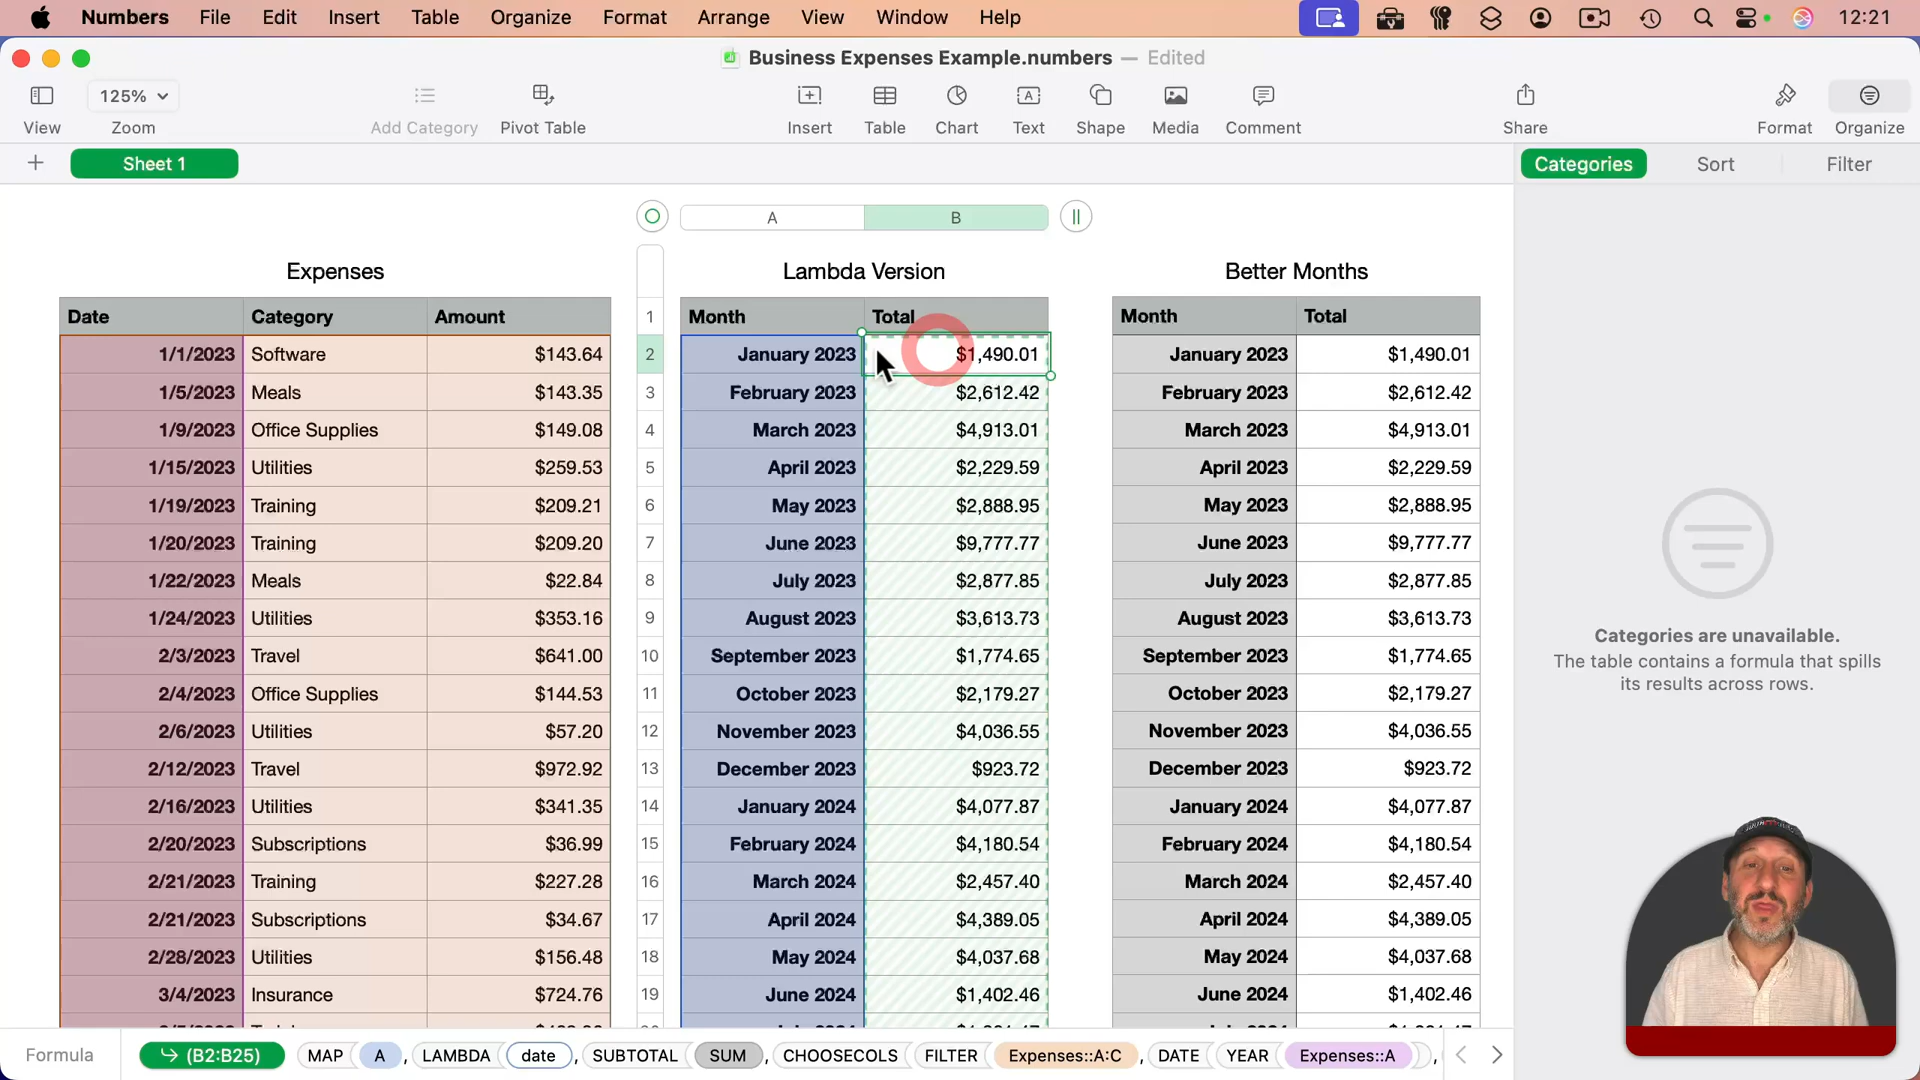 Numbers File Edit Insert Table Organize Format Arrange View Window Help 12:21
Business Expenses Example.numbers — Edited
125%
View Zoom Add Category Pivot Table Insert Table Chart Text Shape Media Comment Share Format Organize
Sheet 1 Categories Sort Filter
A B
Expenses Lambda Version Better Months
Date Category Amount 1 Month Total Month Total
1/1/2023 Software $143.64 2 January 2023 $1,490.01 January 2023 $1,490.01
1/5/2023 Meals $143.35 3 February 2023 $2,612.42 February 2023 $2,612.42
1/9/2023 Office Supplies $149.08 4 March 2023 $4,913.01 March 2023 $4,913.01
1/15/2023 Utilities $259.53 5 April 2023 $2,229.59 April 2023 $2,229.59
1/19/2023 Training $209.21 6 May 2023 $2,888.95 May 2023 $2,888.95
1/20/2023 Training $209.20 7 June 2023 $9,777.77 June 2023 $9,777.77
1/22/2023 Meals $22.84 8 July 2023 $2,877.85 July 2023 $2,877.85
1/24/2023 Utilities $353.16 9 August 2023 $3,613.73 August 2023 $3,613.73
2/3/2023 Travel $641.00 10 September 2023 $1,774.65 September 2023 $1,774.65
2/4/2023 Office Supplies $144.53 11 October 2023 $2,179.27 October 2023 $2,179.27
2/6/2023 Utilities $57.20 12 November 2023 $4,036.55 November 2023 $4,036.55
2/12/2023 Travel $972.92 13 December 2023 $923.72 December 2023 $923.72
2/16/2023 Utilities $341.35 14 January 2024 $4,077.87 January 2024 $4,077.87
2/20/2023 Subscriptions $36.99 15 February 2024 $4,180.54 February 2024 $4,180.54
2/21/2023 Training $227.28 16 March 2024 $2,457.40 March 2024 $2,457.40
2/21/2023 Subscriptions $34.67 17 April 2024 $4,389.05 April 2024 $4,389.05
2/28/2023 Utilities $156.48 18 May 2024 $4,037.68 May 2024 $4,037.68
3/4/2023 Insurance $724.76 19 June 2024 $1,402.46 June 2024 $1,402.46
Categories are unavailable.
The table contains a formula that spills
its results across rows.
Formula (B2:B25) MAP A , LAMBDA date , SUBTOTAL SUM , CHOOSECOLS FILTER Expenses::A:C , DATE YEAR Expenses::A ,